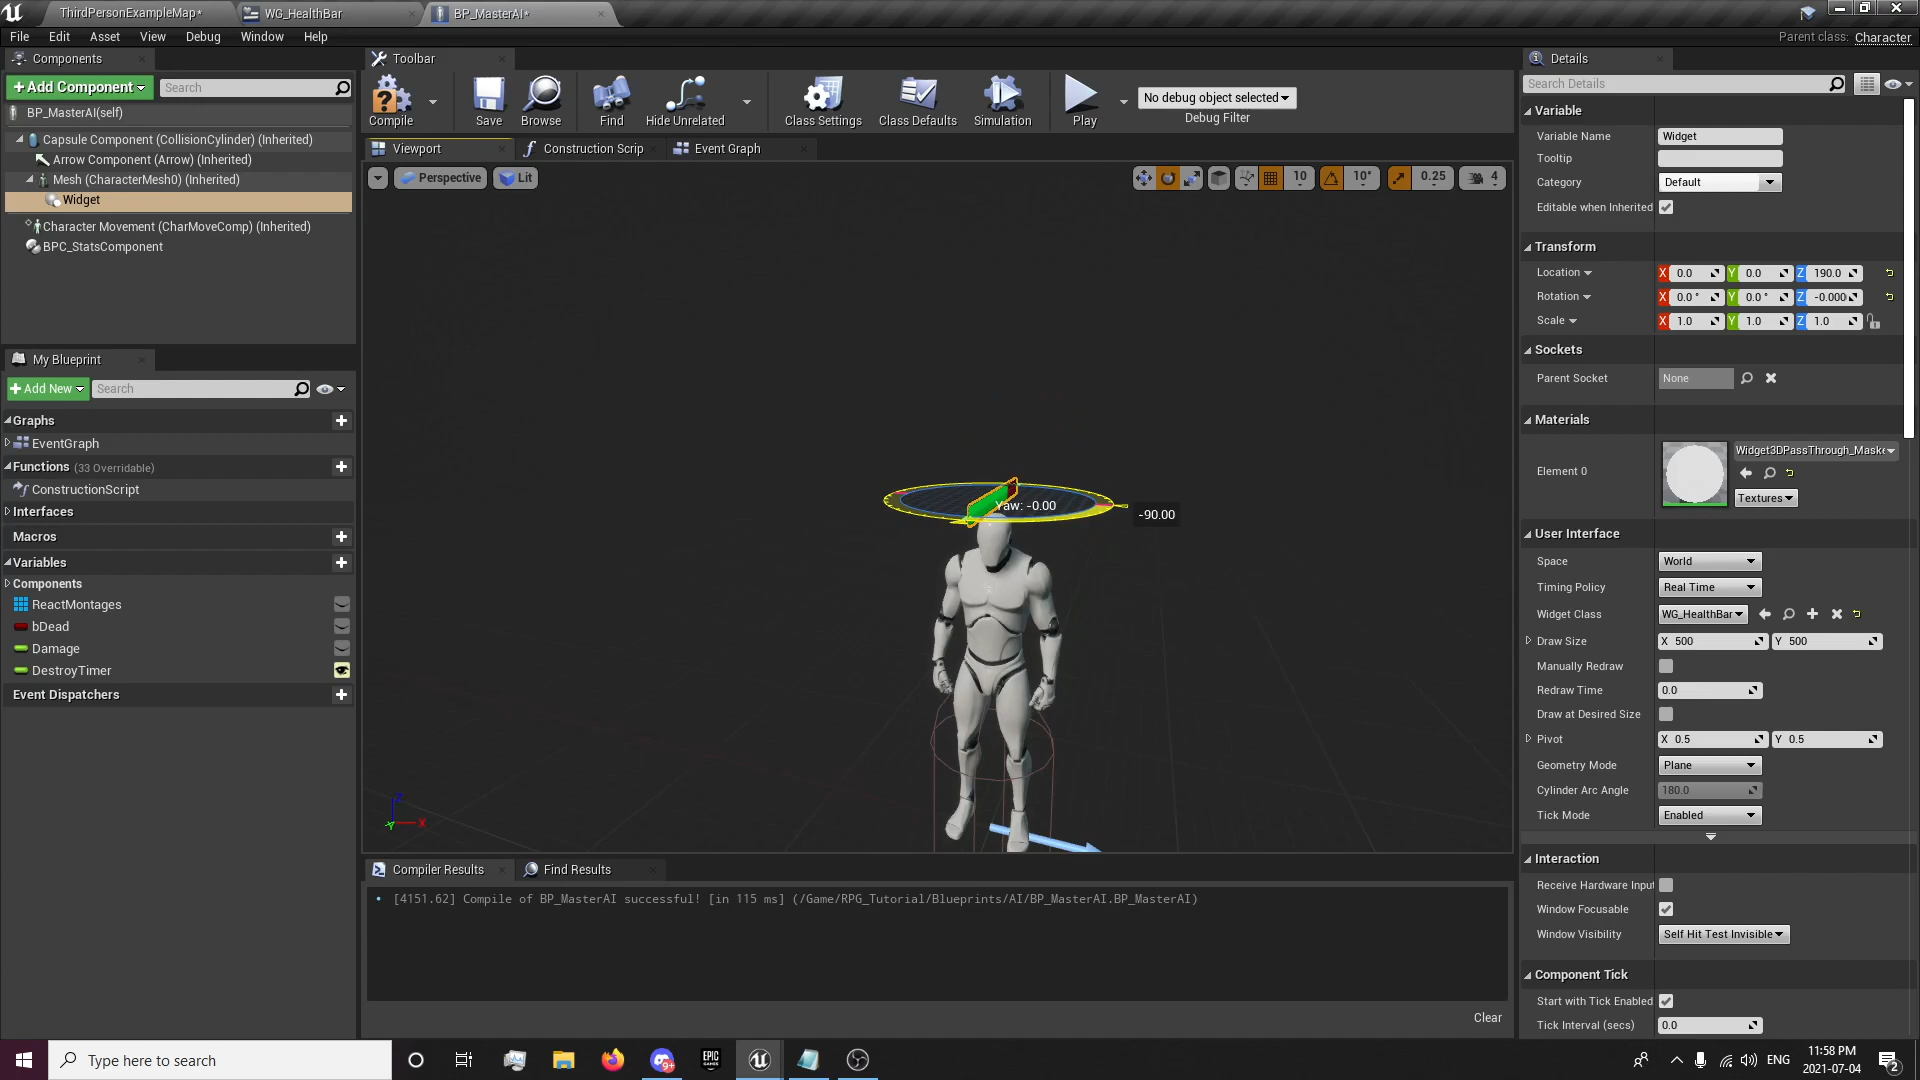 ThirdPersonExampleMap*
WG_HealthBar
BP_MasterAI*
File Edit Asset View Debug Window Help
Parent class: Character
Components
+ Add Component
Search
BP_MasterAI(self)
Capsule Component (CollisionCylinder) (Inherited)
Arrow Component (Arrow) (Inherited)
Mesh (CharacterMesh0) (Inherited)
Widget
Character Movement (CharMoveComp) (Inherited)
BPC_StatsComponent
My Blueprint
+ Add New
Search
Graphs
EventGraph
Functions (33 Overridable)
ConstructionScript
Interfaces
Macros
Variables
Components
ReactMontages
bDead
Damage
DestroyTimer
Event Dispatchers
Toolbar
Compile
Save
Browse
Find
Hide Unrelated
Class Settings
Class Defaults
Simulation
Play
No debug object selected
Debug Filter
Viewport
Construction Scrip
Event Graph
Perspective
Lit
10
10°
0.25
4
Yaw: -0.00
-90.00
Z
X
Y
Compiler Results
Find Results
[4151.62] Compile of BP_MasterAI successful! [in 115 ms] (/Game/RPG_Tutorial/Blueprints/AI/BP_MasterAI.BP_MasterAI)
Clear
Details
Search Details
Variable
Variable Name Widget
Tooltip
Category Default
Editable when Inherited
Transform
Location X 0.0 Y 0.0 Z 190.0
Rotation X 0.0 ° Y 0.0 ° Z -0.000
Scale X 1.0 Y 1.0 Z 1.0
Sockets
Parent Socket None
Materials
Element 0
Widget3DPassThrough_Maske
Textures
User Interface
Space World
Timing Policy Real Time
Widget Class WG_HealthBar
Draw Size X 500 Y 500
Manually Redraw
Redraw Time 0.0
Draw at Desired Size
Pivot X 0.5 Y 0.5
Geometry Mode Plane
Cylinder Arc Angle 180.0
Tick Mode Enabled
Interaction
Receive Hardware Input
Window Focusable
Window Visibility Self Hit Test Invisible
Component Tick
Start with Tick Enabled
Tick Interval (secs) 0.0
Type here to search
9+
EPIC
GAMES
ENG
11:58 PM
2021-07-04
2